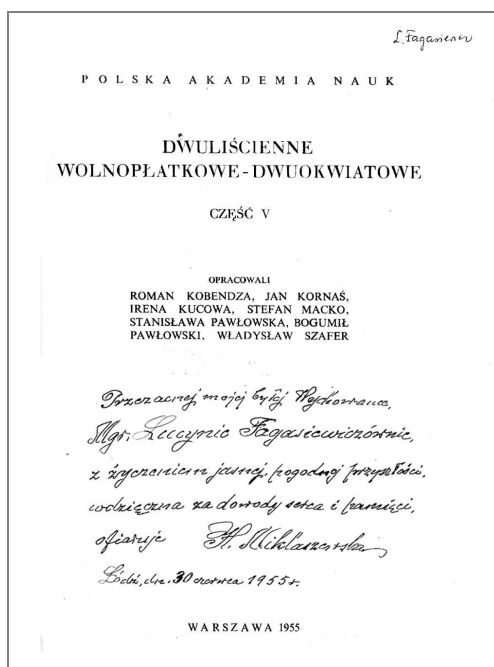 L. Fagasiewicz
POLSKA AKADEMIA NAUK
DWULIŚCIENNE
WOLNOPŁATKOWE-DWUOKWIATOWE
CZĘŚĆ V
OPRACOWALI
ROMAN KOBENDZA, JAN KORNAŚ,
IRENA KUCOWA, STEFAN MACKO,
STANISŁAWA PAWŁOWSKA, BOGUMIŁ
PAWŁOWSKI, WŁADYSŁAW SZAFER
Przezacnej mojej byłej Wychowance,
Mgr. Lucynie Fagasiewiczównie,
z życzeniem jasnej, pogodnej przyszłości,
wdzięczna za dowody serca i pamięci,
ofiaruje H. Miklaszewska
Łódź, dn. 30 czerwca 1955 r.
WARSZAWA 1955